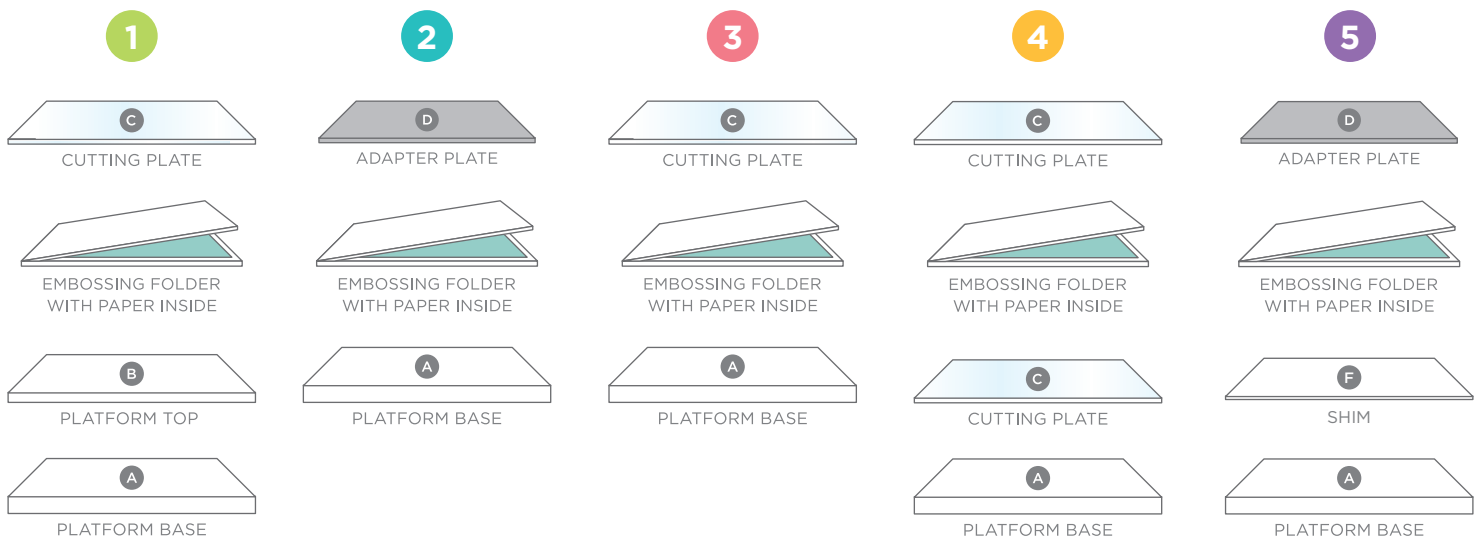 1
C
CUTTING PLATE
EMBOSSING FOLDER
WITH PAPER INSIDE
B
PLATFORM TOP
A
PLATFORM BASE
2
D
ADAPTER PLATE
EMBOSSING FOLDER
WITH PAPER INSIDE
A
PLATFORM BASE
3
C
CUTTING PLATE
EMBOSSING FOLDER
WITH PAPER INSIDE
A
PLATFORM BASE
4
C
CUTTING PLATE
EMBOSSING FOLDER
WITH PAPER INSIDE
C
CUTTING PLATE
A
PLATFORM BASE
5
D
ADAPTER PLATE
EMBOSSING FOLDER
WITH PAPER INSIDE
F
SHIM
A
PLATFORM BASE